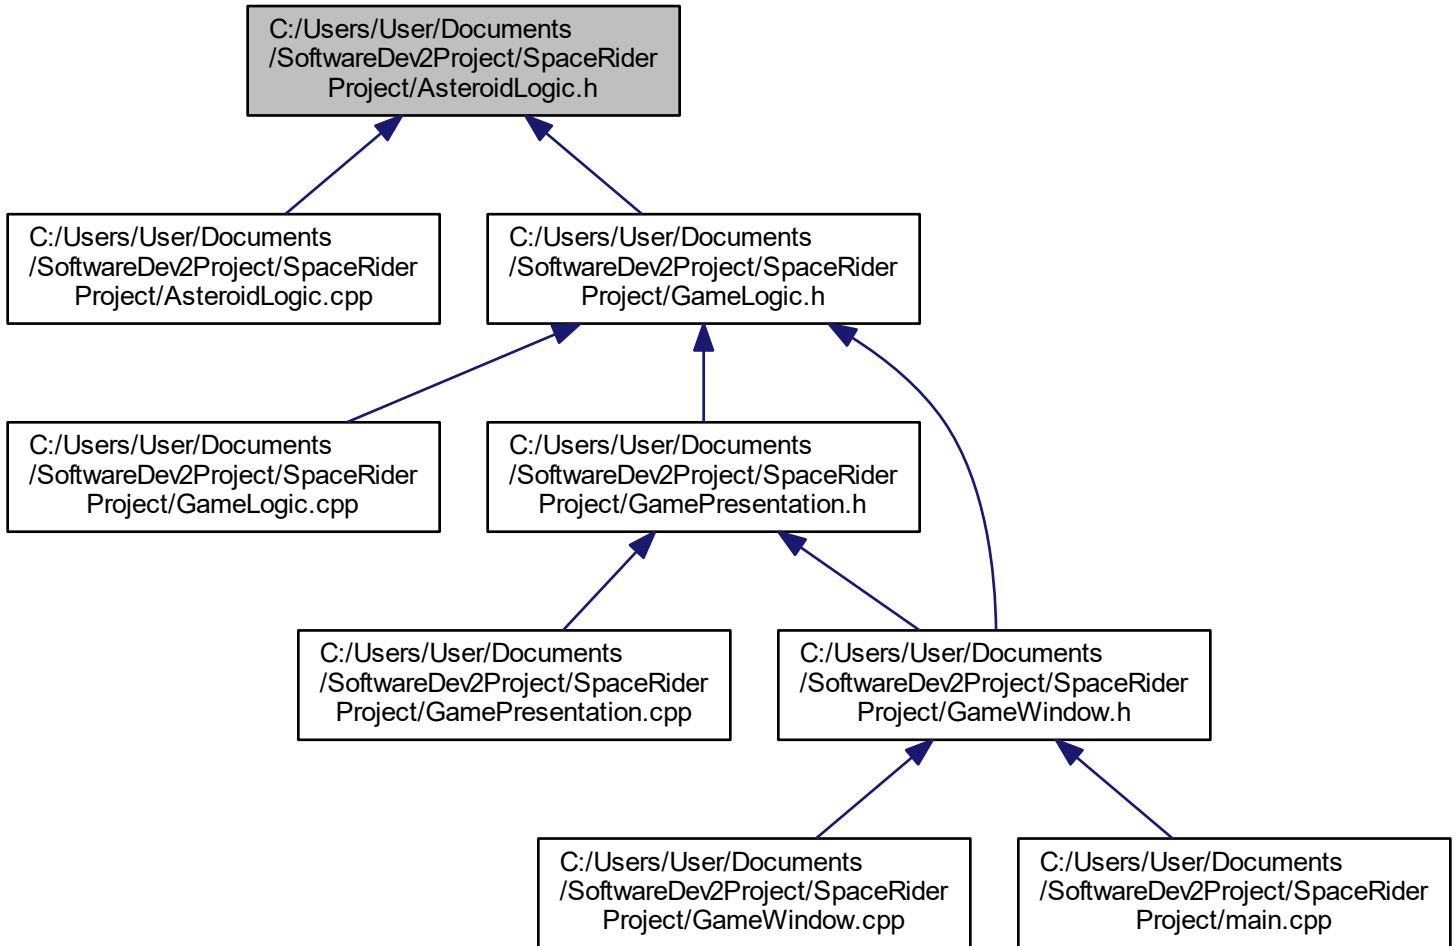 C:/Users/User/Documents
/SoftwareDev2Project/SpaceRider
Project/AsteroidLogic.h
C:/Users/User/Documents
/SoftwareDev2Project/SpaceRider
Project/AsteroidLogic.cpp
C:/Users/User/Documents
/SoftwareDev2Project/SpaceRider
Project/GameLogic.h
C:/Users/User/Documents
/SoftwareDev2Project/SpaceRider
Project/GameLogic.cpp
C:/Users/User/Documents
/SoftwareDev2Project/SpaceRider
Project/GamePresentation.h
C:/Users/User/Documents
/SoftwareDev2Project/SpaceRider
Project/GamePresentation.cpp
C:/Users/User/Documents
/SoftwareDev2Project/SpaceRider
Project/GameWindow.h
C:/Users/User/Documents
/SoftwareDev2Project/SpaceRider
Project/GameWindow.cpp
C:/Users/User/Documents
/SoftwareDev2Project/SpaceRider
Project/main.cpp